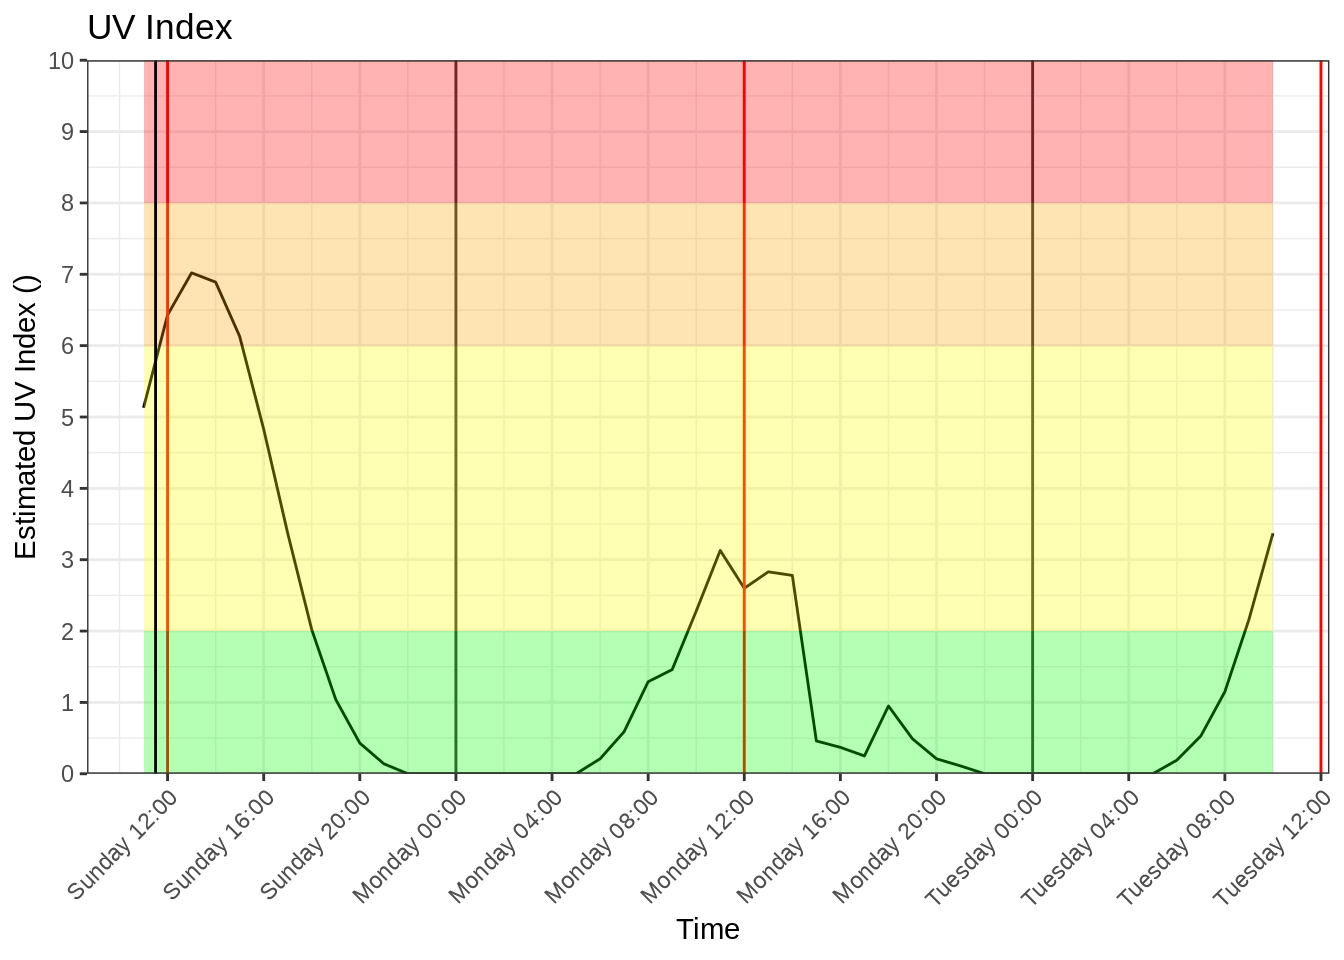 UV Index
Estimated UV Index ()
10
9
8
7
6
5
4
3
2
1
0
Sunday 12:00
Sunday 16:00
Sunday 20:00
Monday 00:00
Monday 04:00
Monday 08:00
Monday 12:00
Monday 16:00
Monday 20:00
Tuesday 00:00
Tuesday 04:00
Tuesday 08:00
Tuesday 12:00
Time